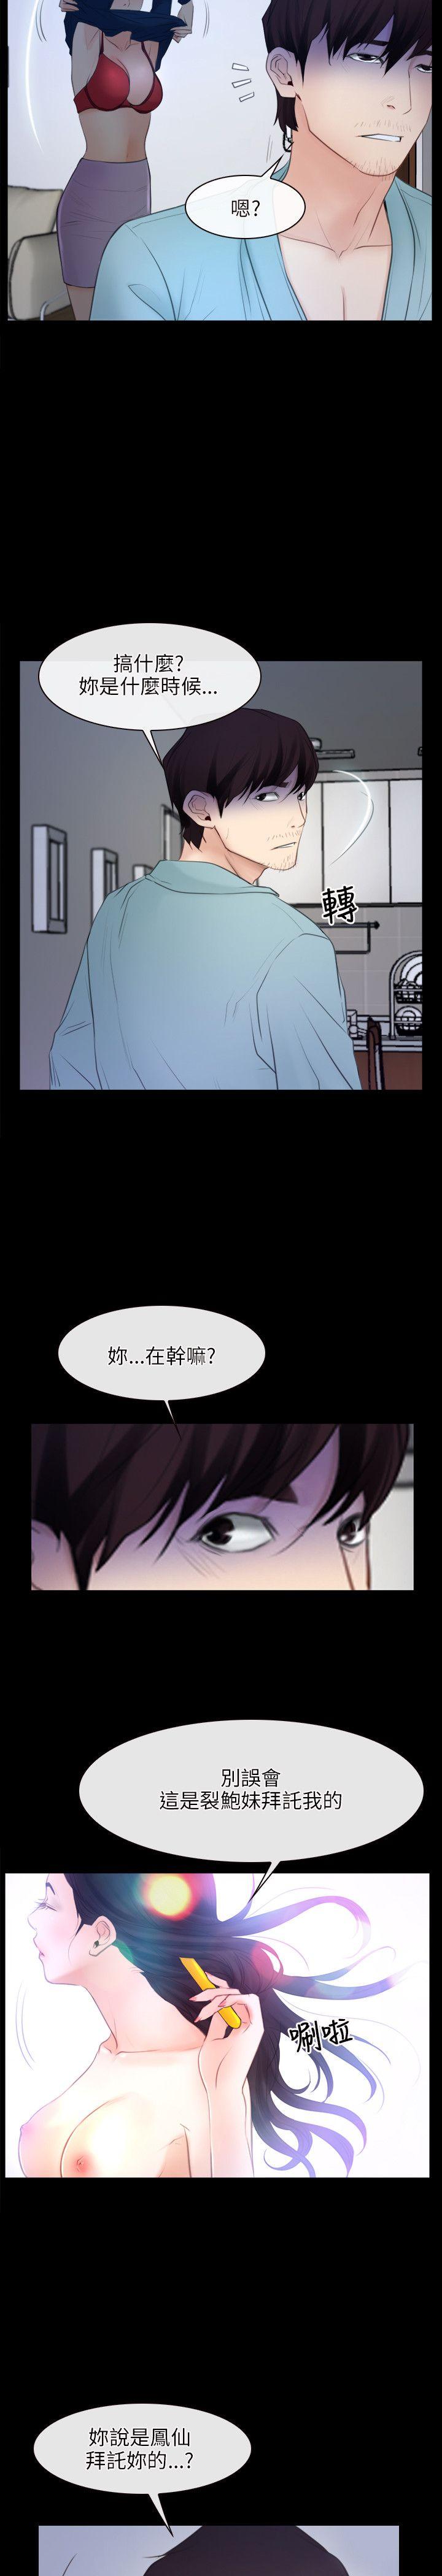 嗯?
搞什麼?
妳是什麼時候...
轉
妳...在幹嘛?
別誤會
這是裂鮑妹拜託我的
唰啦
妳說是鳳仙
拜託妳的...?